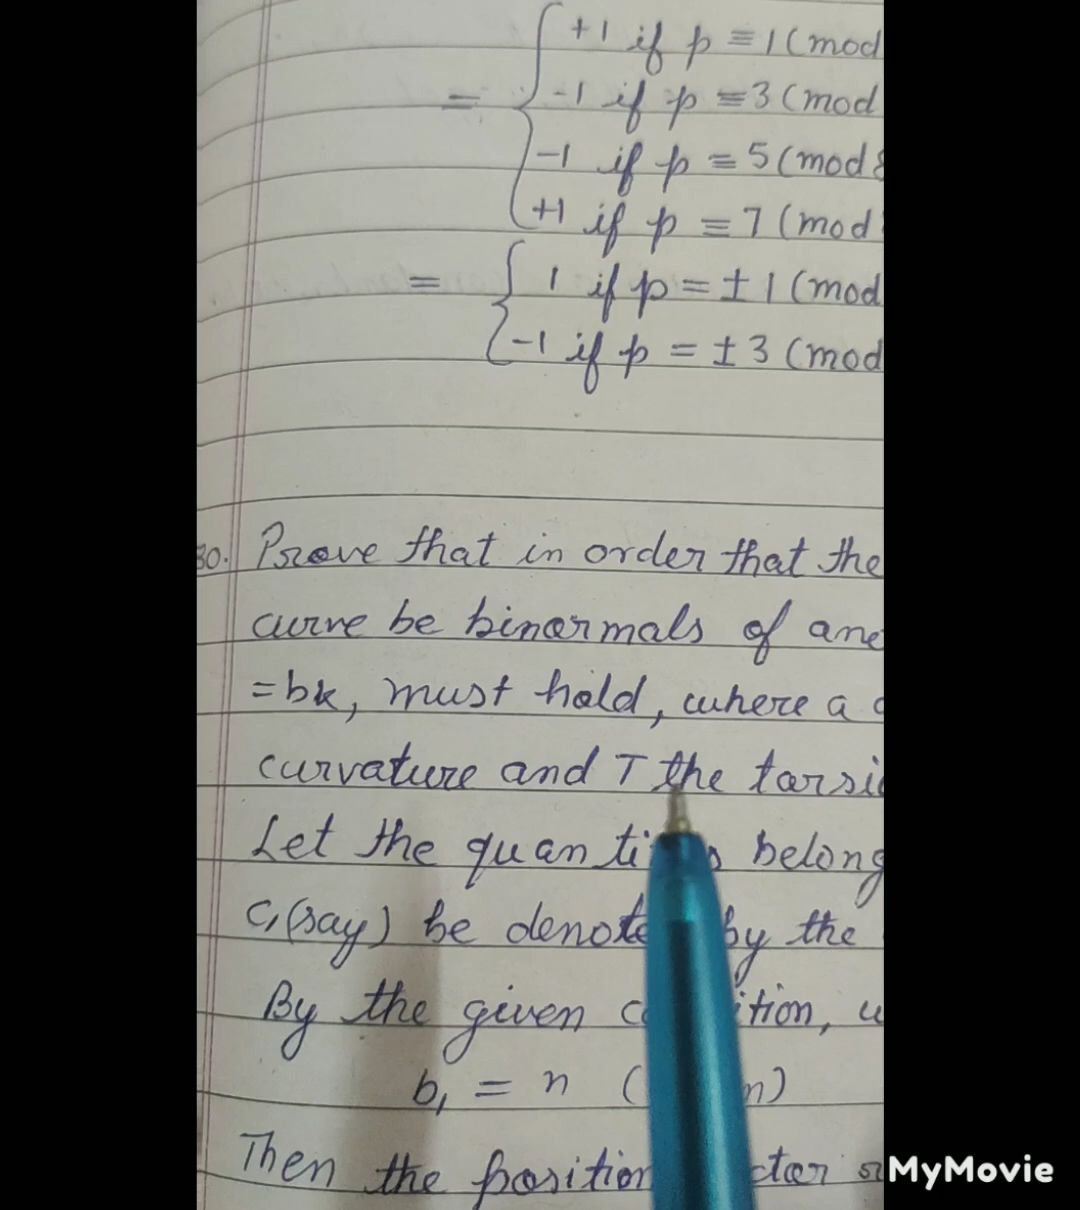 = { +1 if p ≡ 1 (mod
-1 if p ≡ 3 (mod
-1 if p ≡ 5 (mod 8
+1 if p ≡ 7 (mod
= { 1 if p = ± 1 (mod
-1 if p = ± 3 (mod
30. Prove that in order that the
curve be binormals of ano
= bk, must hold, where a
curvature and T the torsi
Let the quanti belong
C₁(say) be denote by the
By the given ition,
b₁ = n ( n)
Then the position ctor
MyMovie